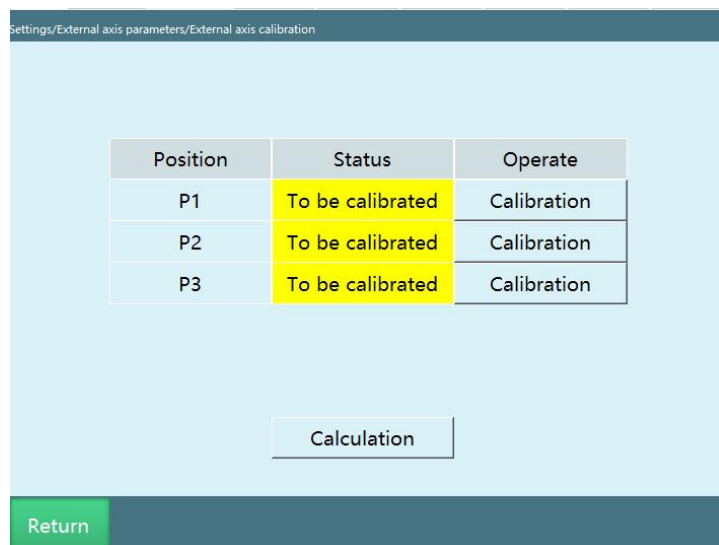 Settings/External axis parameters/External axis calibration
Position Status Operate
P1 To be calibrated Calibration
P2 To be calibrated Calibration
P3 To be calibrated Calibration
Calculation
Return